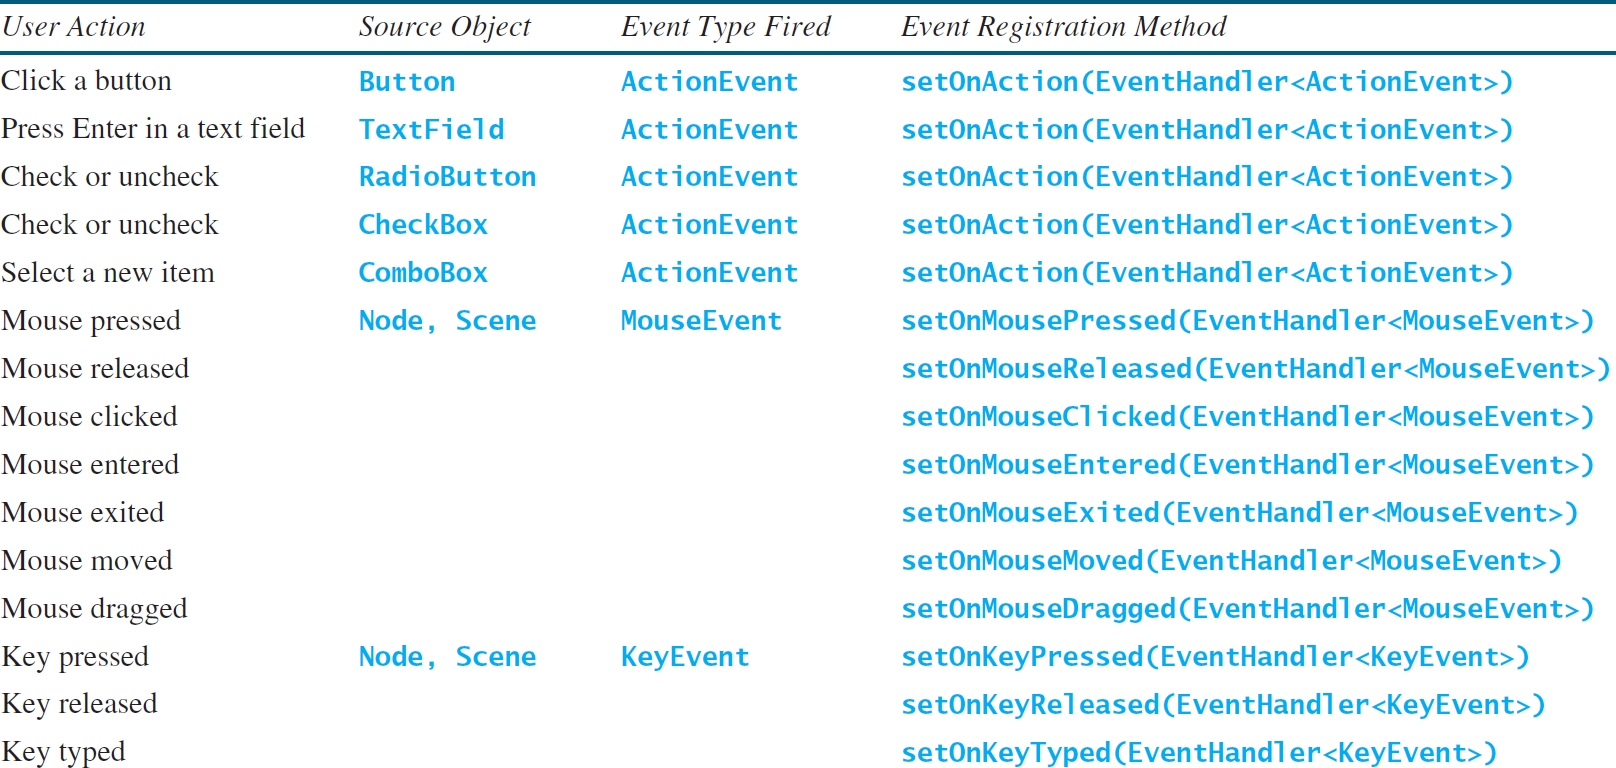 User Action Source Object Event Type Fired Event Registration Method
Click a button Button ActionEvent setOnAction(EventHandler<ActionEvent>)
Press Enter in a text field TextField ActionEvent setOnAction(EventHandler<ActionEvent>)
Check or uncheck RadioButton ActionEvent setOnAction(EventHandler<ActionEvent>)
Check or uncheck CheckBox ActionEvent setOnAction(EventHandler<ActionEvent>)
Select a new item ComboBox ActionEvent setOnAction(EventHandler<ActionEvent>)
Mouse pressed Node, Scene MouseEvent setOnMousePressed(EventHandler<MouseEvent>)
Mouse released setOnMouseReleased(EventHandler<MouseEvent>)
Mouse clicked setOnMouseClicked(EventHandler<MouseEvent>)
Mouse entered setOnMouseEntered(EventHandler<MouseEvent>)
Mouse exited setOnMouseExited(EventHandler<MouseEvent>)
Mouse moved setOnMouseMoved(EventHandler<MouseEvent>)
Mouse dragged setOnMouseDragged(EventHandler<MouseEvent>)
Key pressed Node, Scene KeyEvent setOnKeyPressed(EventHandler<KeyEvent>)
Key released setOnKeyReleased(EventHandler<KeyEvent>)
Key typed setOnKeyTyped(EventHandler<KeyEvent>)